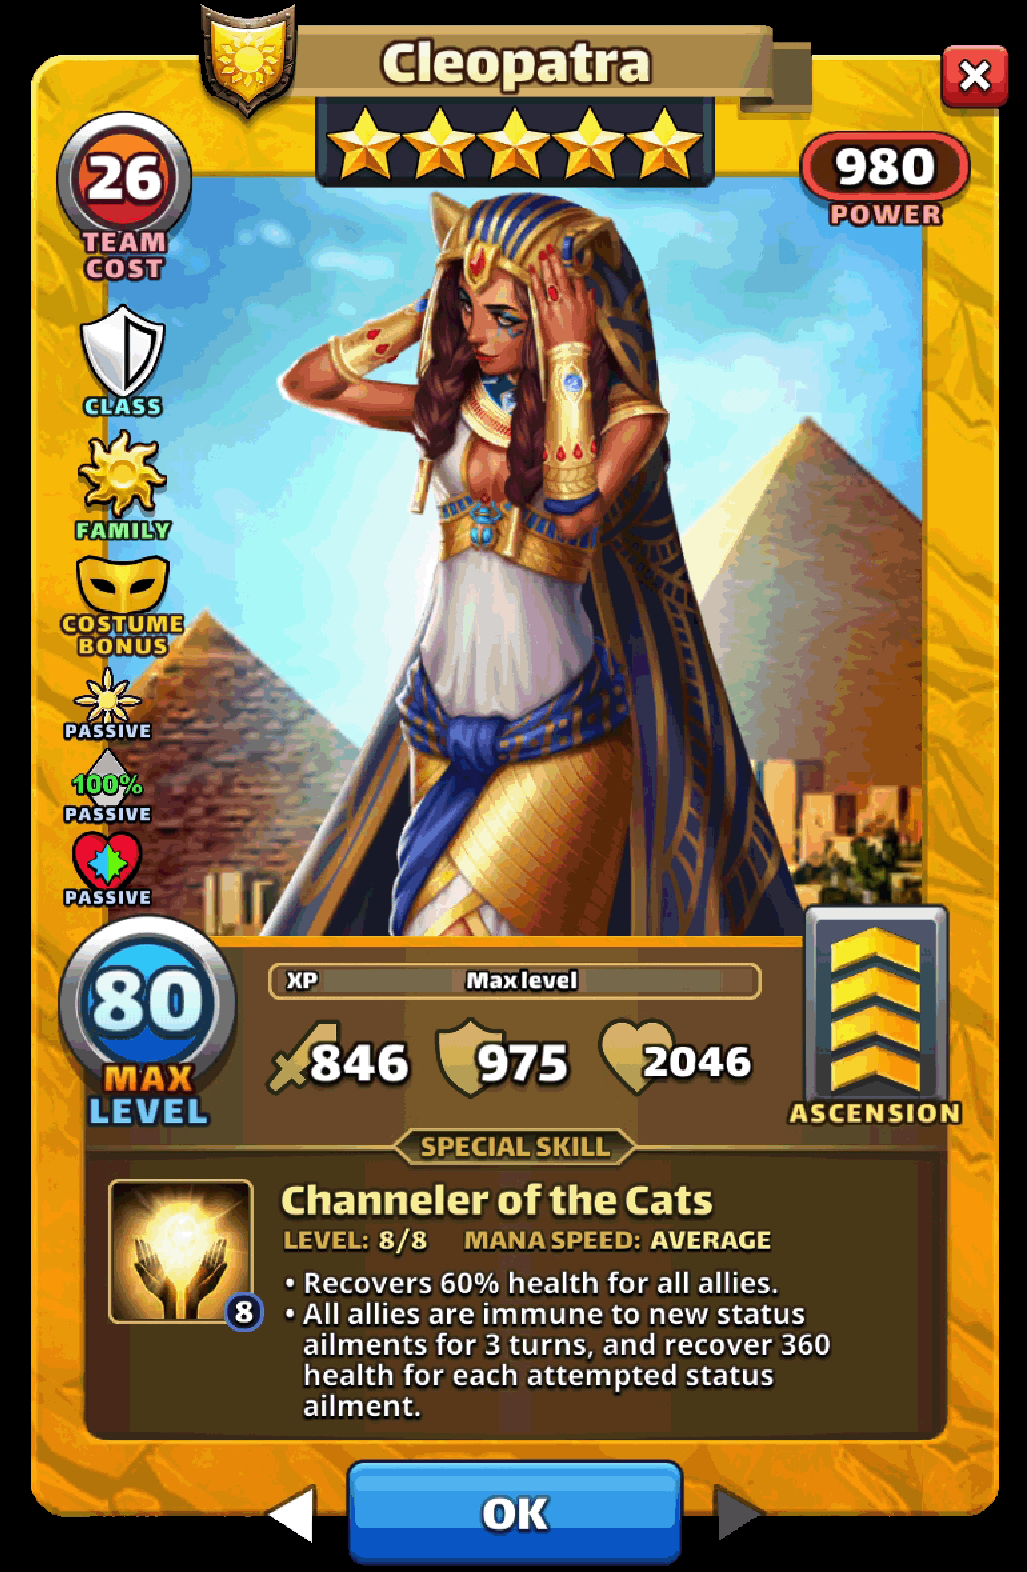 Cleopatra
26
TEAM
COST
980
POWER
CLASS
FAMILY
COSTUME
BONUS
PASSIVE
100%
PASSIVE
PASSIVE
80
MAX
LEVEL
XP Max level
846 975 2046
ASCENSION
SPECIAL SKILL
Channeler of the Cats
LEVEL: 8/8 MANA SPEED: AVERAGE
8
• Recovers 60% health for all allies.
• All allies are immune to new status
ailments for 3 turns, and recover 360
health for each attempted status
ailment.
OK